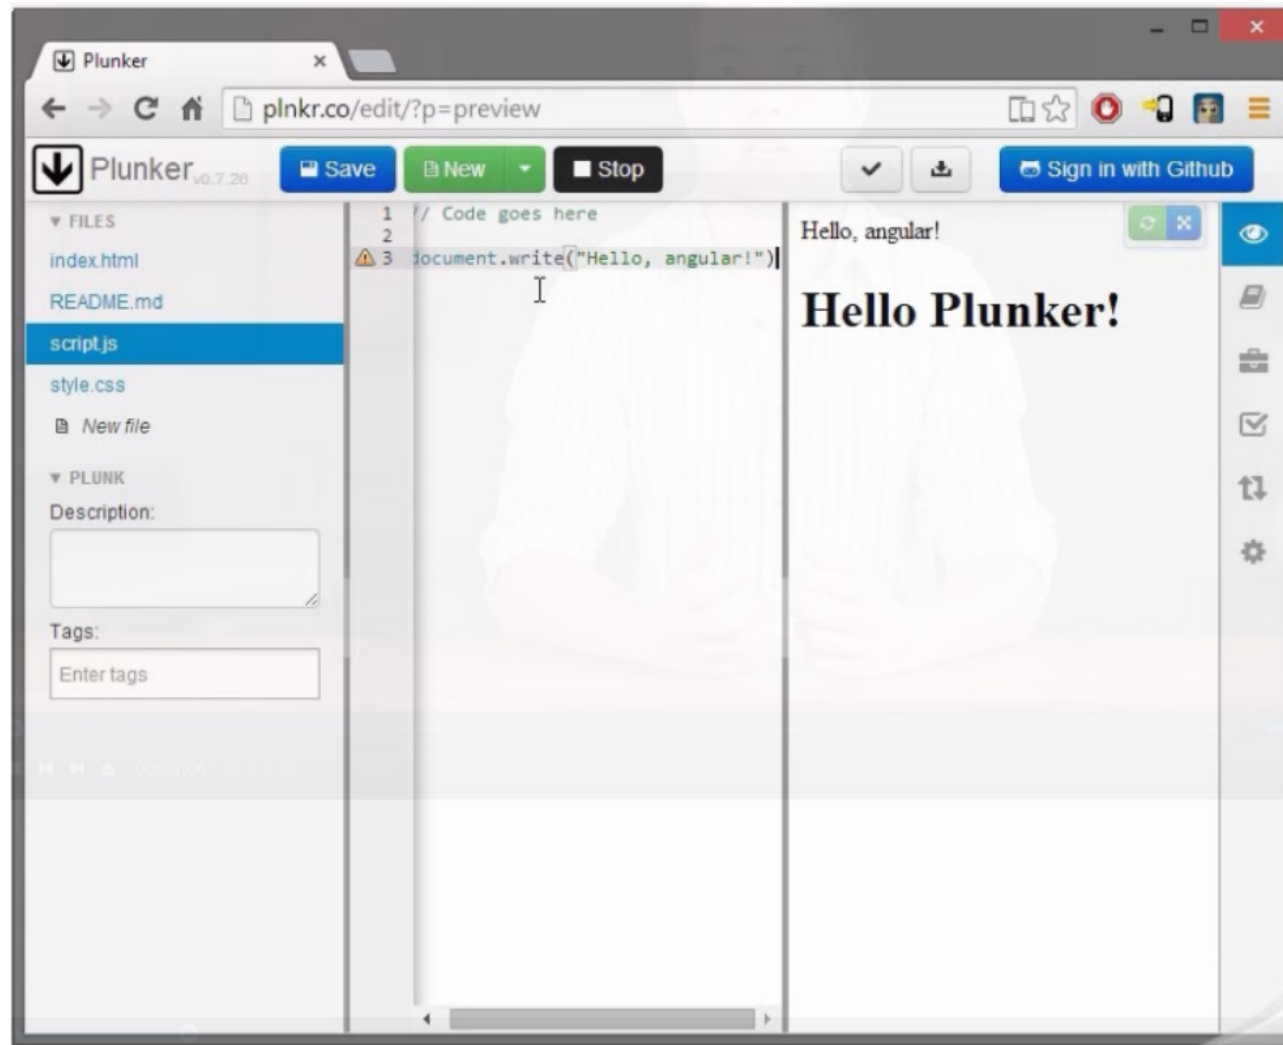 Plunker
plnkr.co/edit/?p=preview
Plunker v0.7.26
Save
New
Stop
Sign in with Github
FILES
index.html
README.md
script.js
style.css
New file
PLUNK
Description:
Tags:
Enter tags
1 // Code goes here
2
3 document.write("Hello, angular!")
Hello, angular!
Hello Plunker!